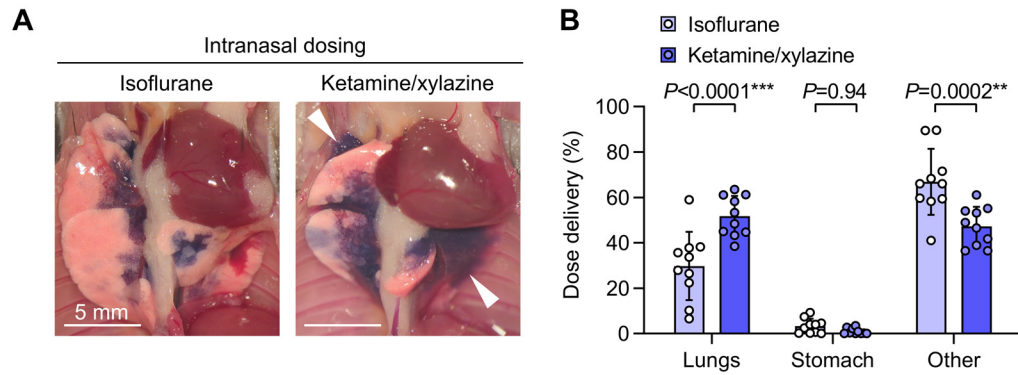 A
Intranasal dosing
Isoflurane
Ketamine/xylazine
5 mm
B
Isoflurane
Ketamine/xylazine
P<0.0001***
P=0.94
P=0.0002**
Dose delivery (%)
100
80
60
40
20
0
Lungs
Stomach
Other